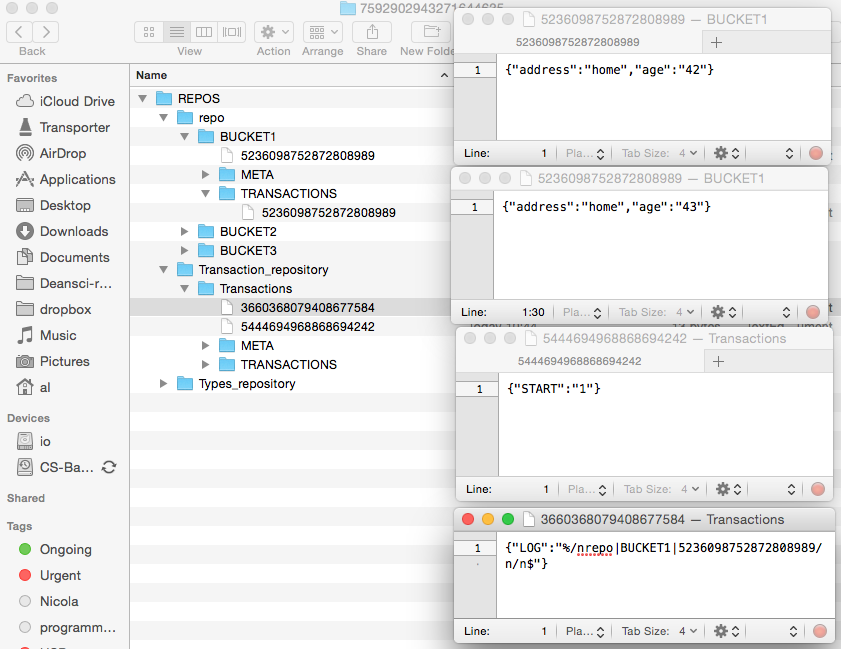 7592902943271644635
Back
View
Action
Arrange
Share
New Folde
Favorites
iCloud Drive
Transporter
AirDrop
Applications
Desktop
Downloads
Documents
Deansci-r...
dropbox
Music
Pictures
al
Devices
io
CS-Ba...
Shared
Tags
Ongoing
Urgent
Nicola
programm...
Name
REPOS
repo
BUCKET1
5236098752872808989
META
TRANSACTIONS
5236098752872808989
BUCKET2
BUCKET3
Transaction_repository
Transactions
3660368079408677584
5444694968868694242
META
TRANSACTIONS
Types_repository
5236098752872808989 — BUCKET1
5236098752872808989
1 {"address":"home","age":"42"}
Line: 1 Pla... Tab Size: 4
5236098752872808989 — BUCKET1
1 {"address":"home","age":"43"}
Line: 1:30 Pla... Tab Size: 4
5444694968868694242 — Transactions
5444694968868694242
1 {"START":"1"}
Line: 1 Pla... Tab Size: 4
3660368079408677584 — Transactions
1 {"LOG":"%/nrepo|BUCKET1|5236098752872808989/
n/n$"}
Line: 1 Pla... Tab Size: 4